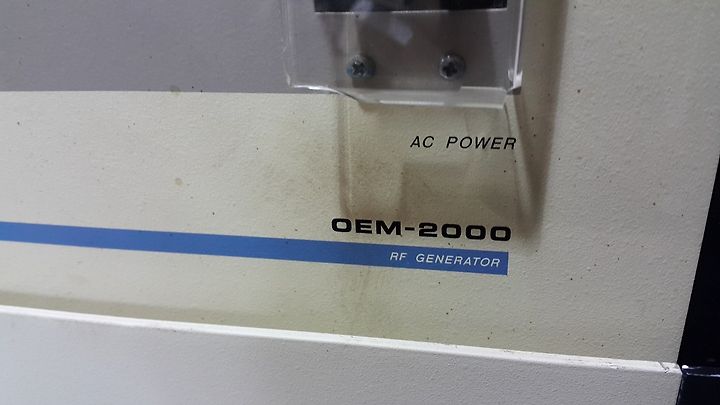 AC POWER
OEM-2000
RF GENERATOR